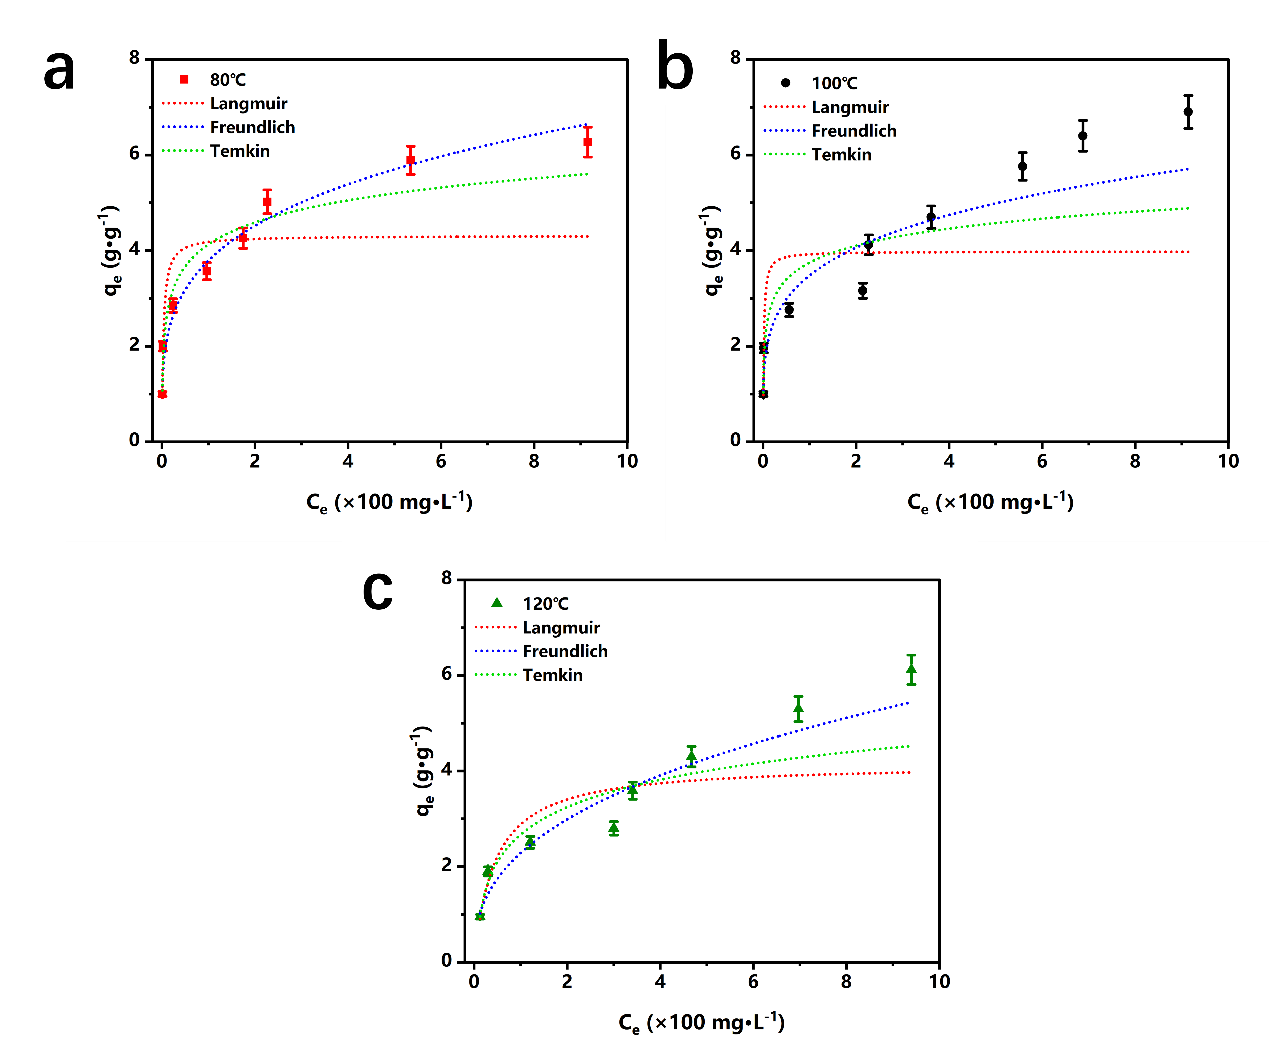 a
8
6
4
2
0
qe (g•g-1)
80℃
Langmuir
Freundlich
Temkin
0 2 4 6 8 10
Ce (×100 mg•L-1)
b
8
6
4
2
0
qe (g•g-1)
100℃
Langmuir
Freundlich
Temkin
0 2 4 6 8 10
Ce (×100 mg•L-1)
c
8
6
4
2
0
qe (g•g-1)
120℃
Langmuir
Freundlich
Temkin
0 2 4 6 8 10
Ce (×100 mg•L-1)